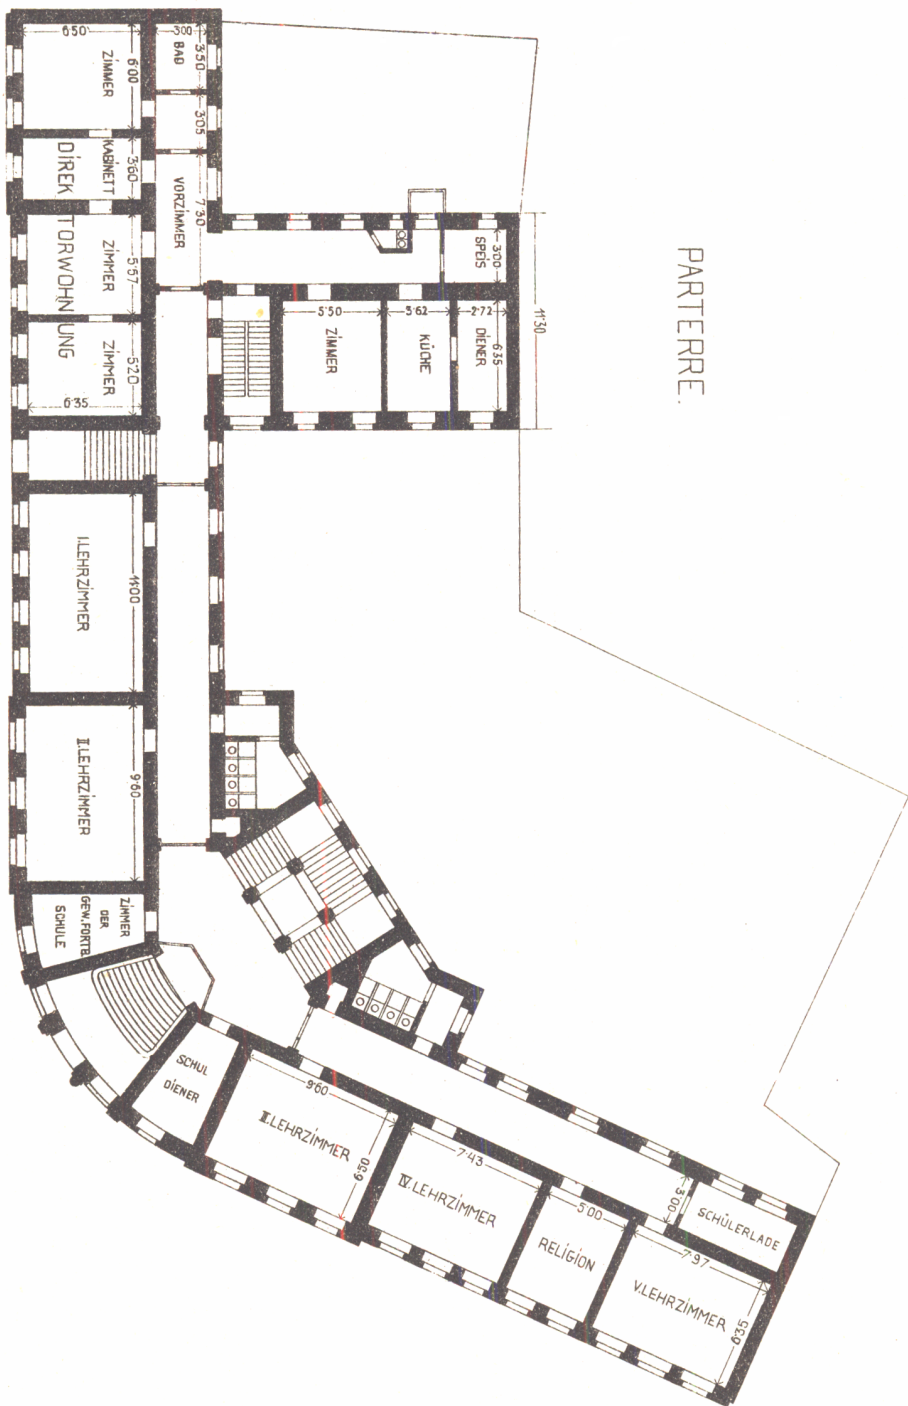 PARTERRE.
6·50
ZIMMER
6·00
3·00
BAD
3·50
3·05
KABINETT
3·60
DIREKTORWOHNUNG
VORZIMMER
7·30
ZIMMER
5·57
ZIMMER
5·20
6·35
SPEIS
3·00
11·30
5·50
ZIMMER
3·62
KÜCHE
2·72
DIENER
6·35
I. LEHRZIMMER
11·00
II. LEHRZIMMER
9·60
ZIMMER
DER
GEW. FORTB.
SCHULE
SCHUL
DIENER
9·60
II. LEHRZIMMER
6·50
7·43
IV. LEHRZIMMER
5·00
RELIGION
3·00
SCHÜLERLADE
7·97
V. LEHRZIMMER
6·35